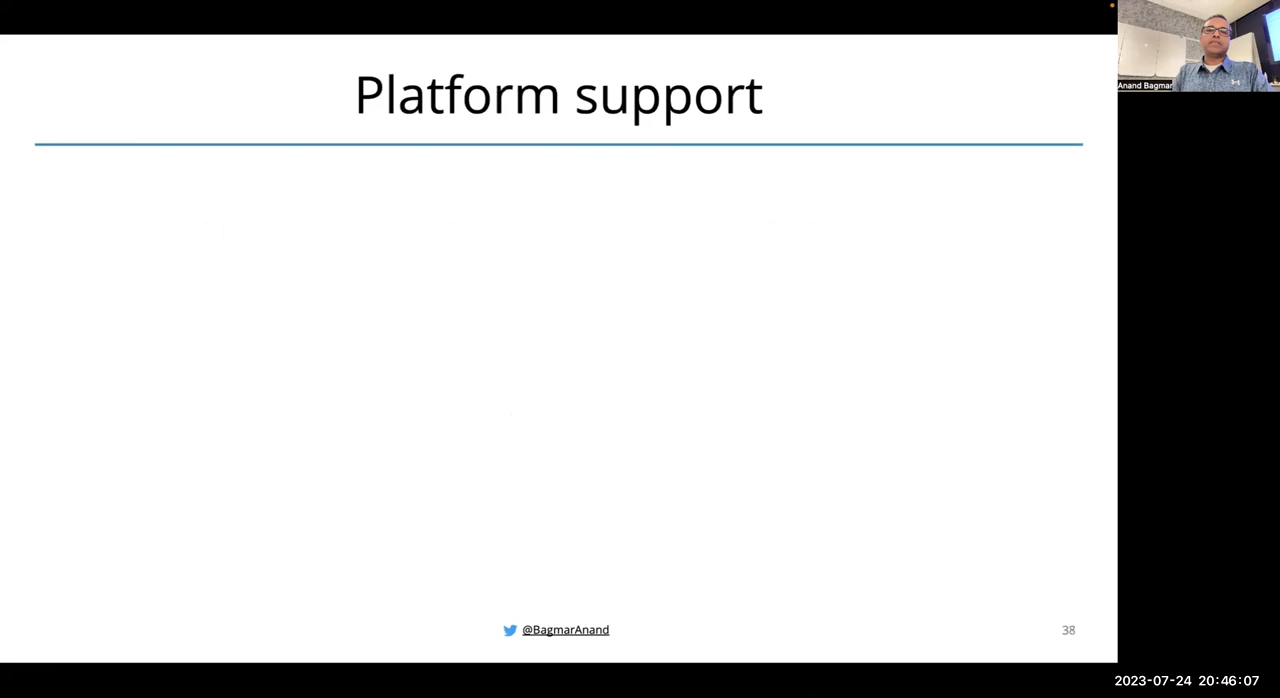 Platform support
Anand Bagmar
@BagmarAnand
38
2023-07-24 20:46:07